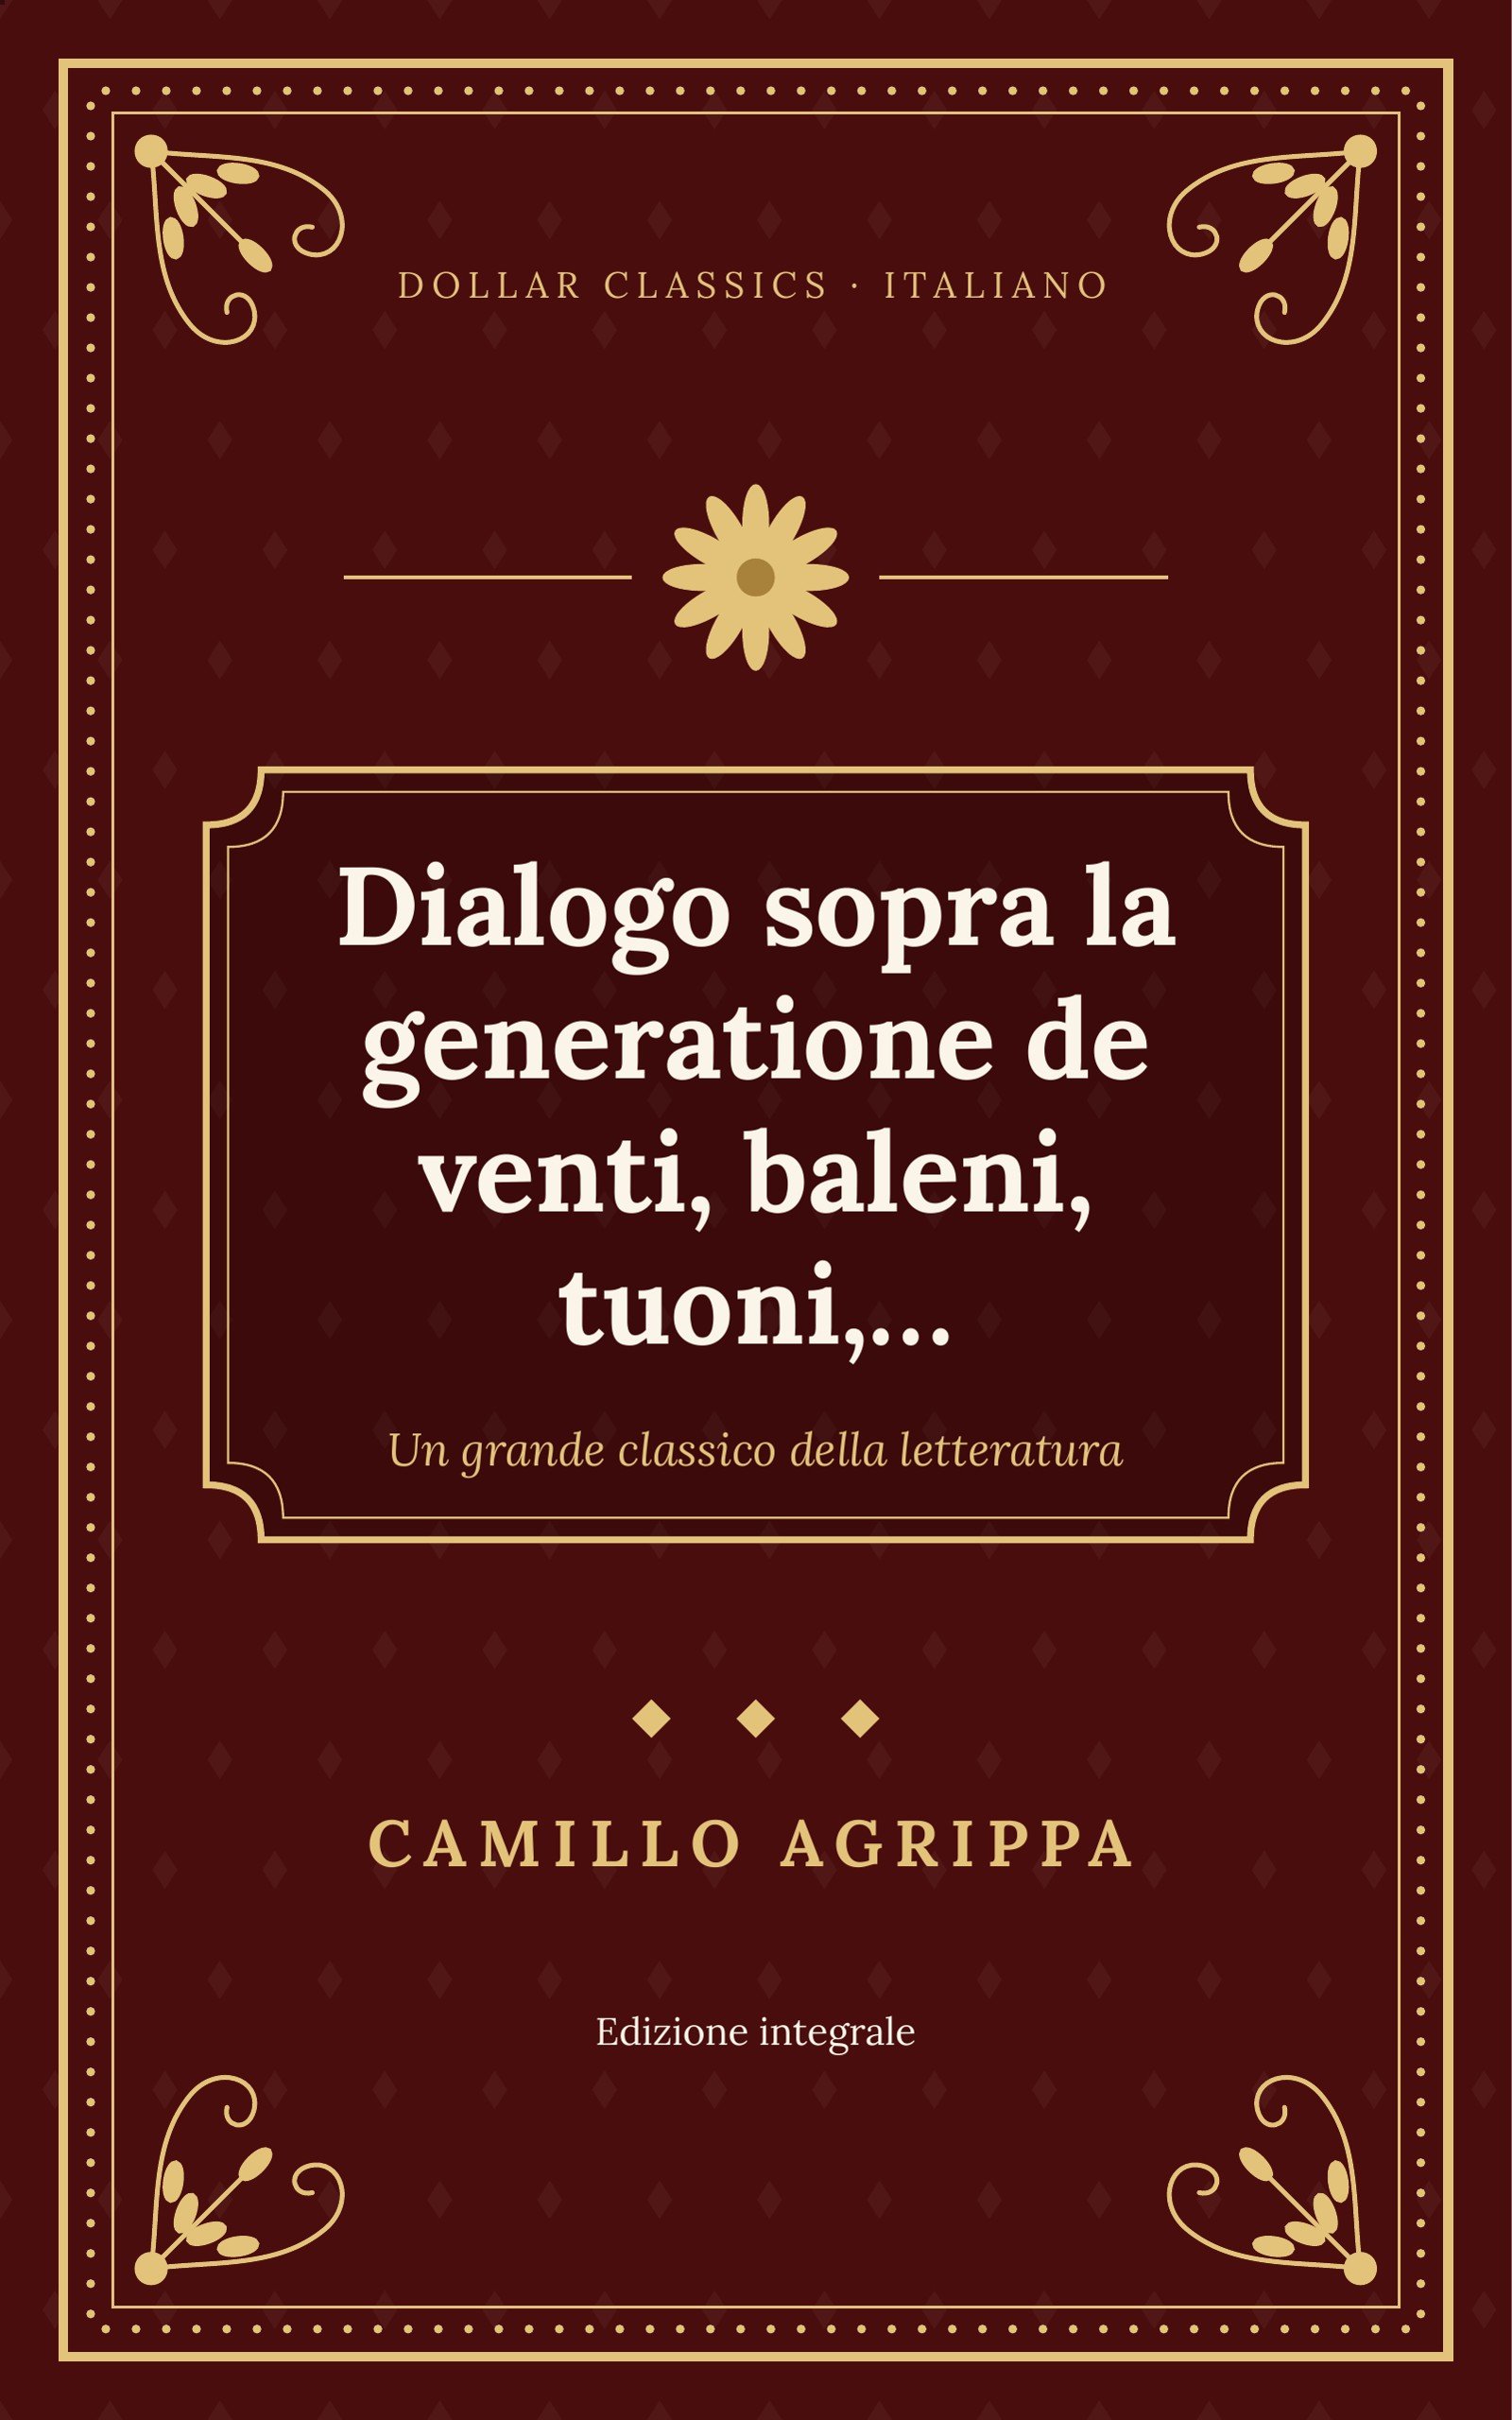 DOLLAR CLASSICS · ITALIANO
Dialogo sopra la
generatione de
venti, baleni,
tuoni,...
Un grande classico della letteratura
CAMILLO AGRIPPA
Edizione integrale